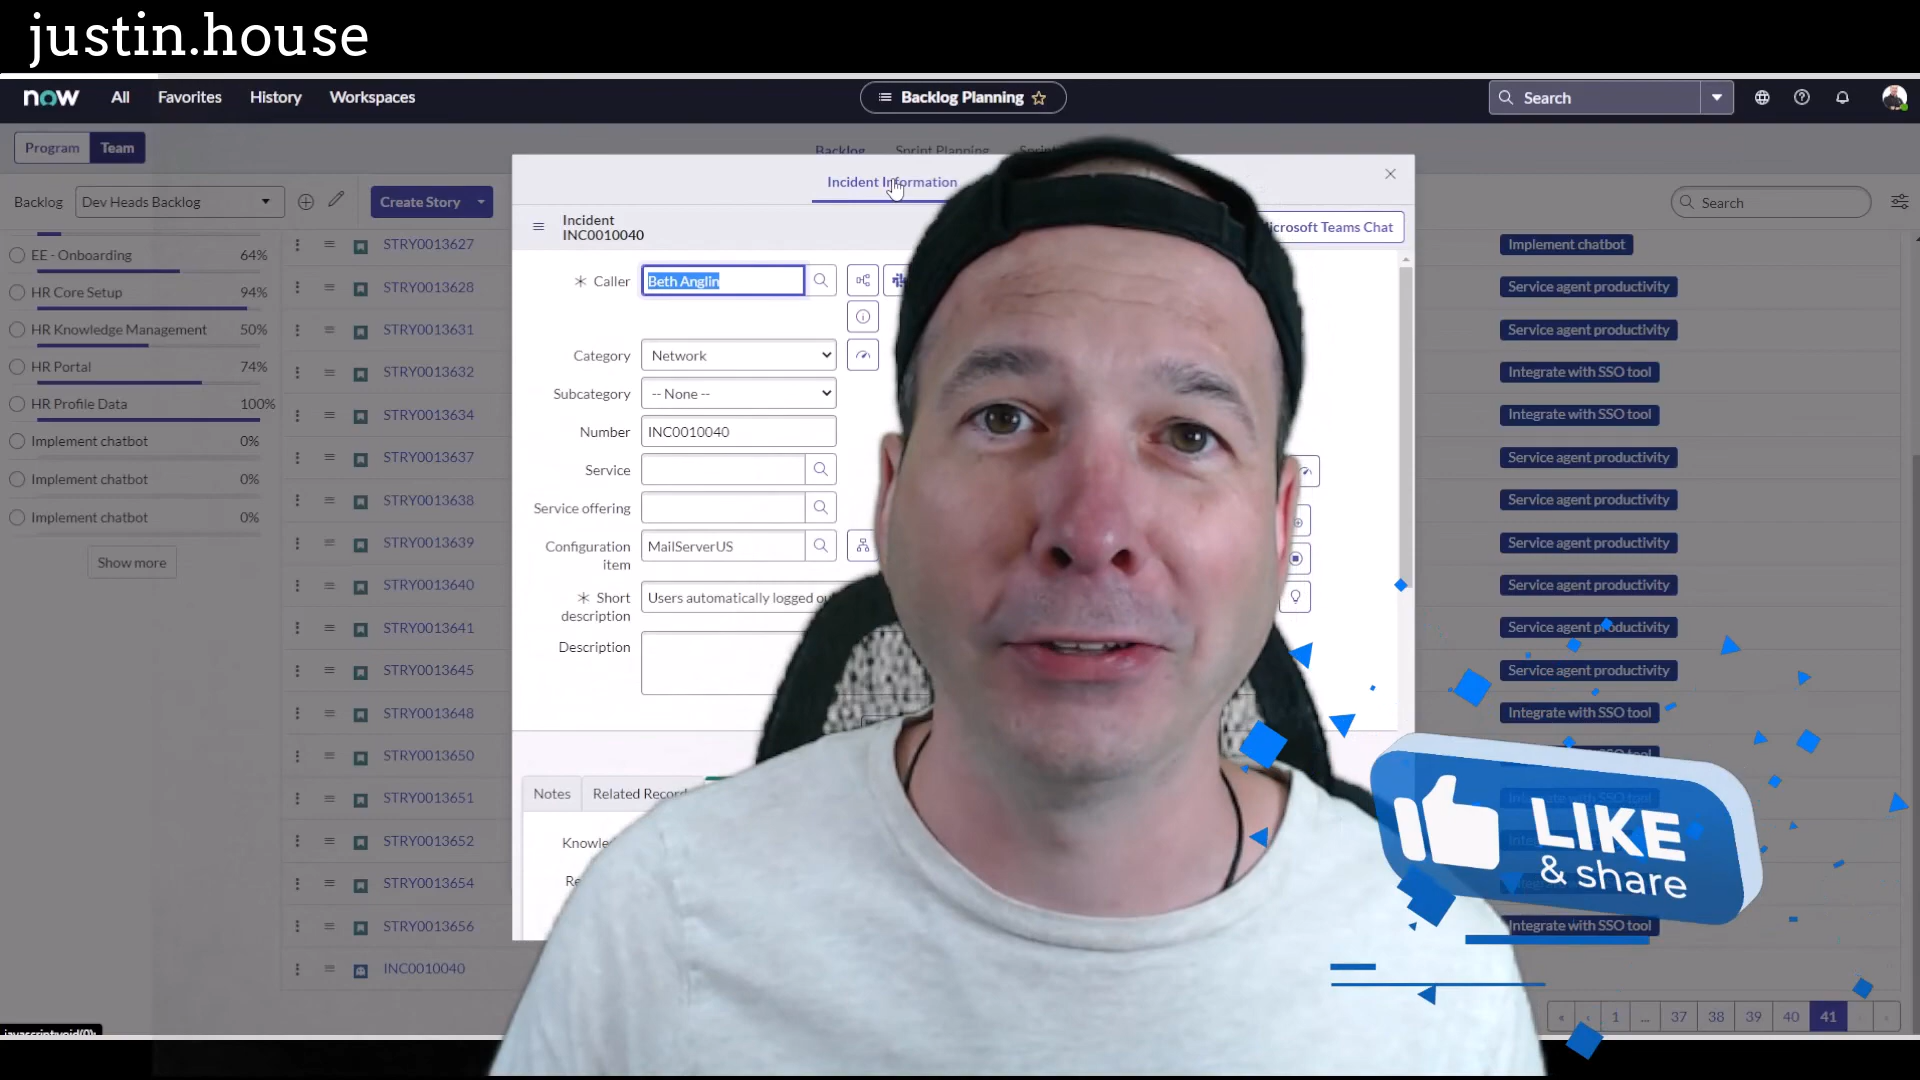 justin.house
now All Favorites History Workspaces Backlog Planning Search
Program Team
Backlog Sprint Planning
Backlog Dev Heads Backlog Create Story Search
EE - Onboarding 64%
HR Core Setup 94%
HR Knowledge Management 50%
HR Portal 74%
HR Profile Data 100%
Implement chatbot 0%
Implement chatbot 0%
Implement chatbot 0%
Show more
STRY0013627
STRY0013628
STRY0013631
STRY0013632
STRY0013634
STRY0013637
STRY0013638
STRY0013639
STRY0013640
STRY0013641
STRY0013645
STRY0013648
STRY0013650
STRY0013651
STRY0013652
STRY0013654
STRY0013656
INC0010040
Incident Information
Incident
INC0010040
icrosoft Teams Chat
Caller Beth Anglin
Category Network
Subcategory -- None --
Number INC0010040
Service
Service offering
Configuration item MailServerUS
Short description Users automatically logged
Description
Notes Related Record
Knowle
Re
Implement chatbot
Service agent productivity
Service agent productivity
Integrate with SSO tool
Integrate with SSO tool
Service agent productivity
Service agent productivity
Service agent productivity
Service agent productivity
Service agent productivity
Service agent productivity
Integrate with SSO tool
LIKE
& share
Integrate with SSO tool
« ‹ 1 ... 37 38 39 40 41